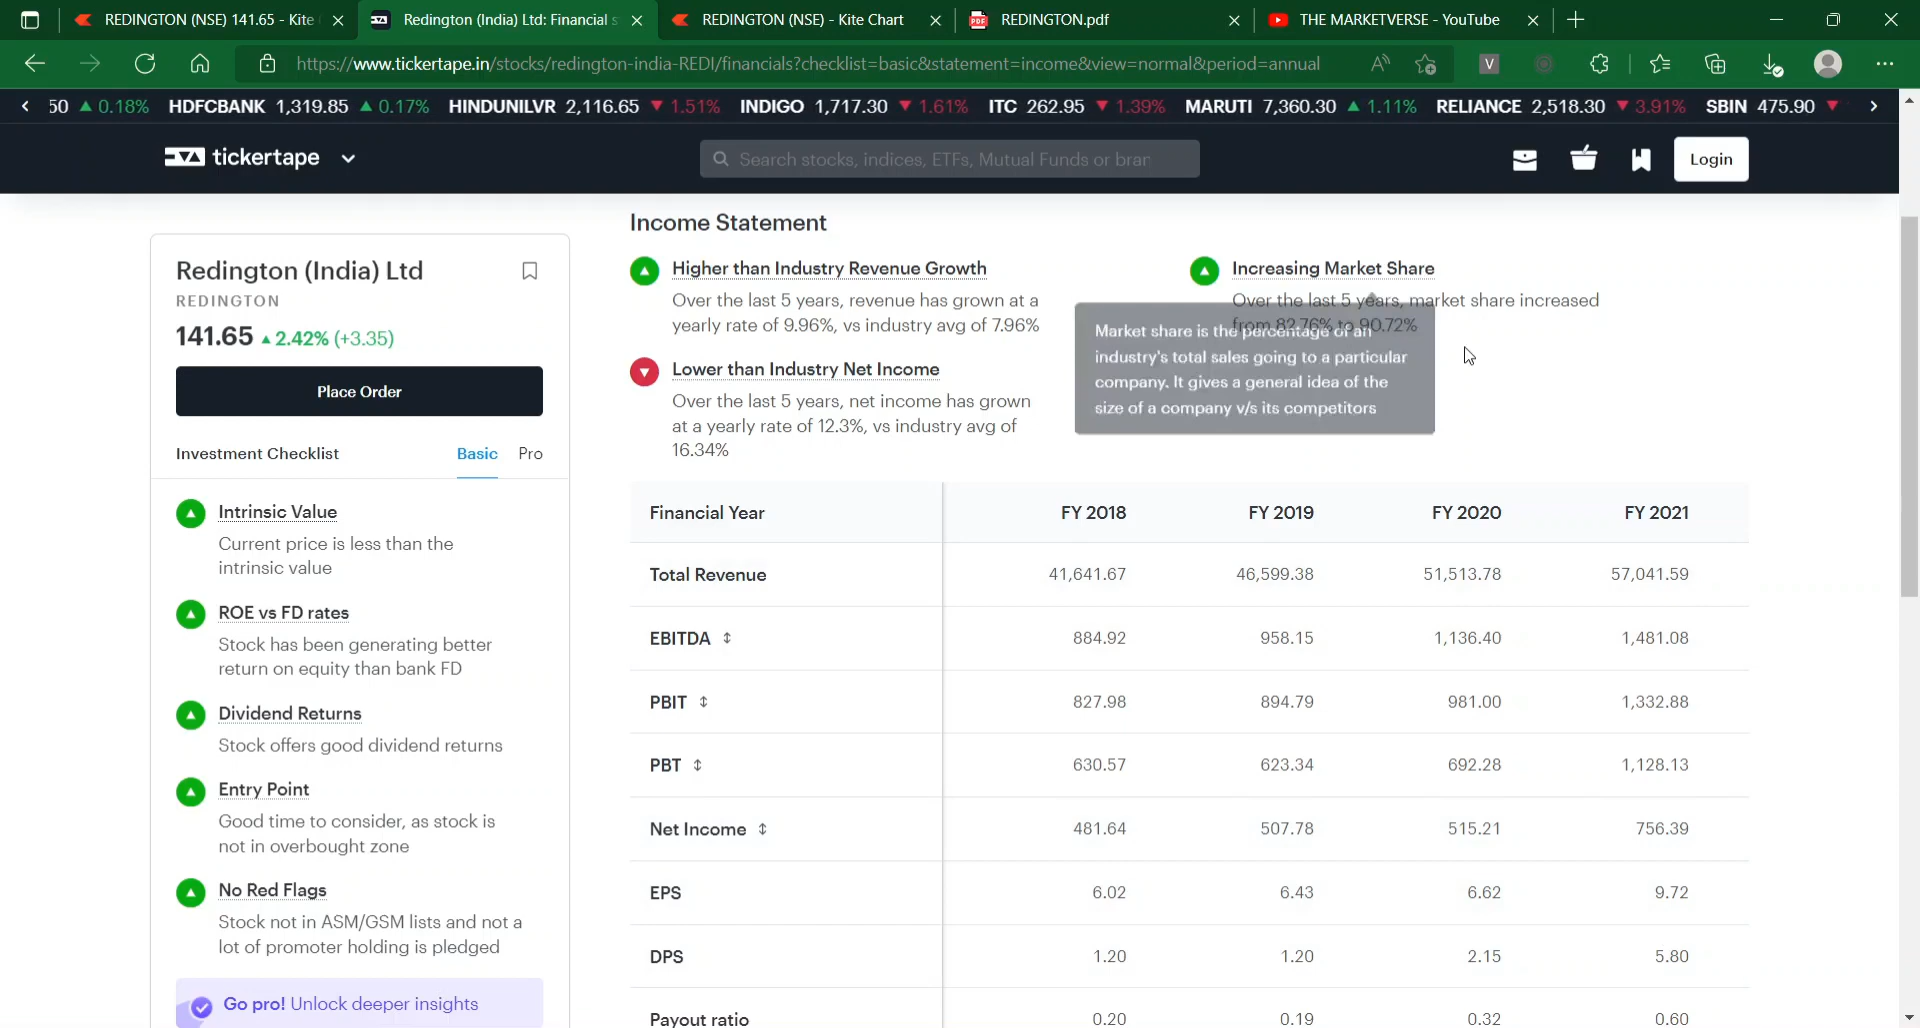 REDINGTON (NSE) 141.65 - Kite
Redington (India) Ltd: Financial s
REDINGTON (NSE) - Kite Chart
REDINGTON.pdf
THE MARKETVERSE - YouTube
https://www.tickertape.in/stocks/redington-india-REDI/financials?checklist=basic&statement=income&view=normal&period=annual
50 ▲ 0.18% HDFCBANK 1,319.85 ▲ 0.17% HINDUNILVR 2,116.65 ▼ 1.51% INDIGO 1,717.30 ▼ 1.61% ITC 262.95 ▼ 1.39% MARUTI 7,360.30 ▲ 1.11% RELIANCE 2,518.30 ▼ 3.91% SBIN 475.90 ▼
tickertape
Search stocks, indices, ETFs, Mutual Funds or bran
Login
Redington (India) Ltd
REDINGTON
141.65 ▲ 2.42% (+3.35)
Place Order
Investment Checklist Basic Pro
Intrinsic Value
Current price is less than the
intrinsic value
ROE vs FD rates
Stock has been generating better
return on equity than bank FD
Dividend Returns
Stock offers good dividend returns
Entry Point
Good time to consider, as stock is
not in overbought zone
No Red Flags
Stock not in ASM/GSM lists and not a
lot of promoter holding is pledged
Go pro! Unlock deeper insights
Income Statement
Higher than Industry Revenue Growth
Over the last 5 years, revenue has grown at a
yearly rate of 9.96%, vs industry avg of 7.96%
Increasing Market Share
Over the last 5 years, market share increased
from 82.76% to 90.72%
Market share is the percentage of an
industry's total sales going to a particular
company. It gives a general idea of the
size of a company v/s its competitors
Lower than Industry Net Income
Over the last 5 years, net income has grown
at a yearly rate of 12.3%, vs industry avg of
16.34%
Financial Year FY 2018 FY 2019 FY 2020 FY 2021
Total Revenue 41,641.67 46,599.38 51,513.78 57,041.59
EBITDA 884.92 958.15 1,136.40 1,481.08
PBIT 827.98 894.79 981.00 1,332.88
PBT 630.57 623.34 692.28 1,128.13
Net Income 481.64 507.78 515.21 756.39
EPS 6.02 6.43 6.62 9.72
DPS 1.20 1.20 2.15 5.80
Payout ratio 0.20 0.19 0.32 0.60